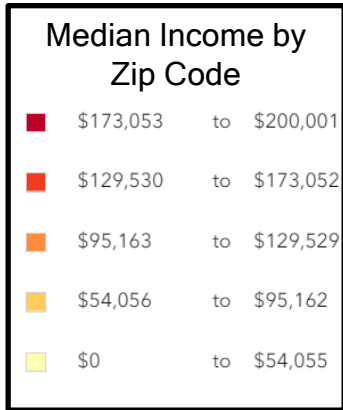 Median Income by
Zip Code
$173,053 to $200,001
$129,530 to $173,052
$95,163 to $129,529
$54,056 to $95,162
$0 to $54,055